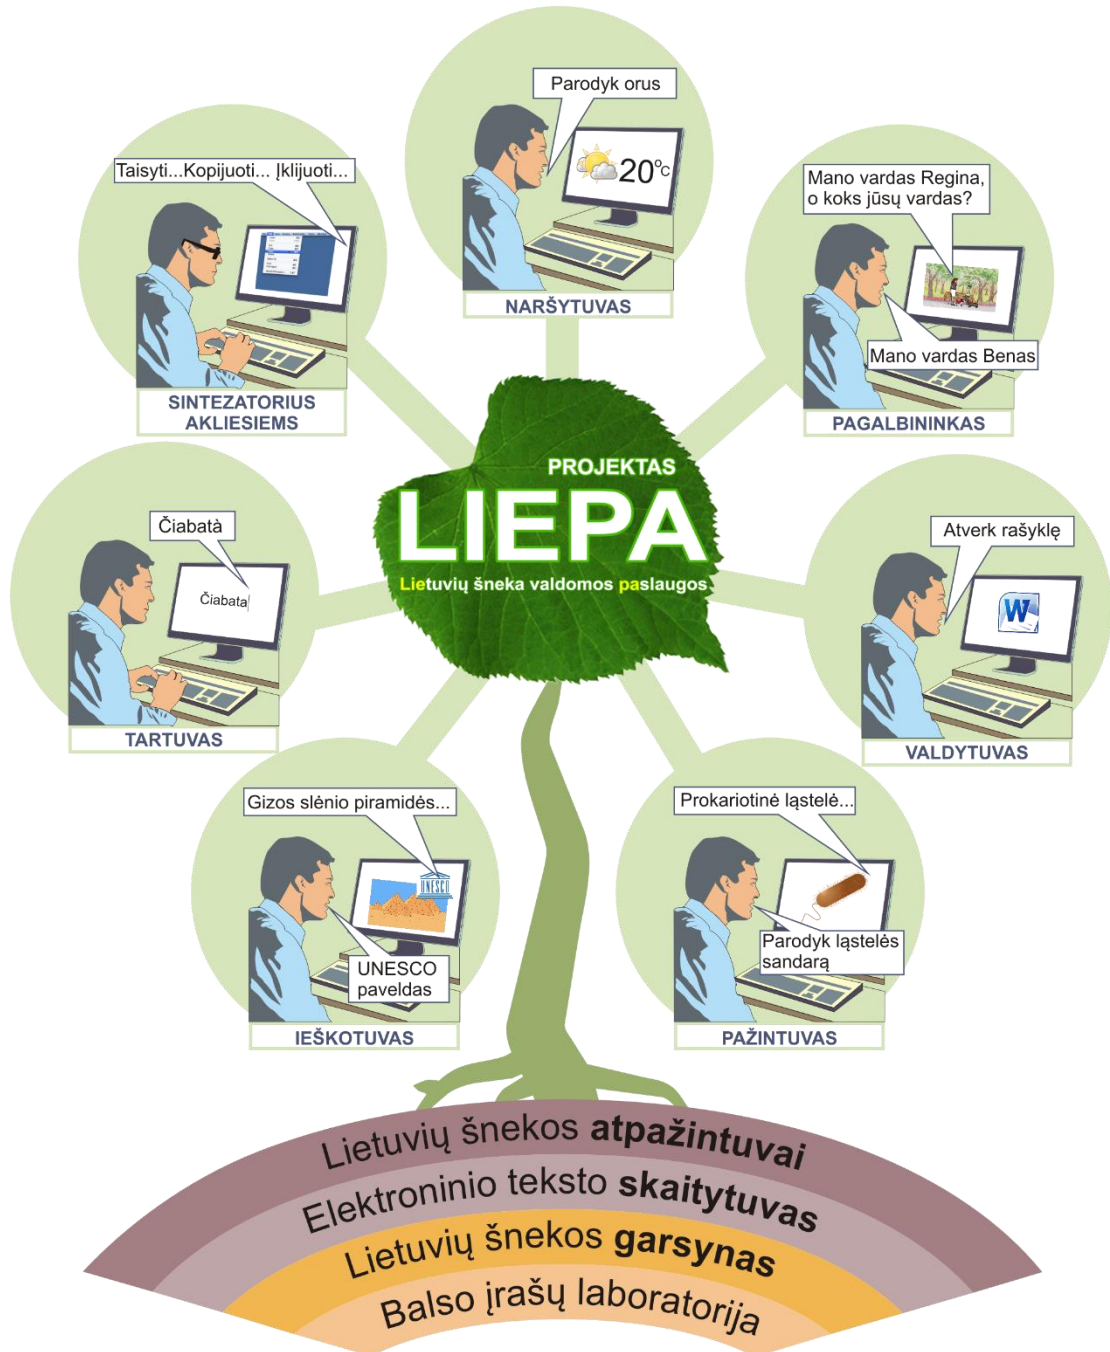 Parodyk orus
20°C
NARŠYTUVAS
Taisyti...Kopijuoti... Įklijuoti...
SINTEZATORIUS
AKLIESIEMS
Mano vardas Regina,
o koks jūsų vardas?
Mano vardas Benas
PAGALBININKAS
PROJEKTAS
LIEPA
Lietuvių šneka valdomos paslaugos
Čiabatà
Čiabata
TARTUVAS
Atverk rašyklę
W
VALDYTUVAS
Gizos slėnio piramidės...
UNESCO
UNESCO
paveldas
IEŠKOTUVAS
Prokariotinė ląstelė...
Parodyk ląstelės
sandarą
PAŽINTUVAS
Lietuvių šnekos atpažintuvai
Elektroninio teksto skaitytuvas
Lietuvių šnekos garsynas
Balso įrašų laboratorija